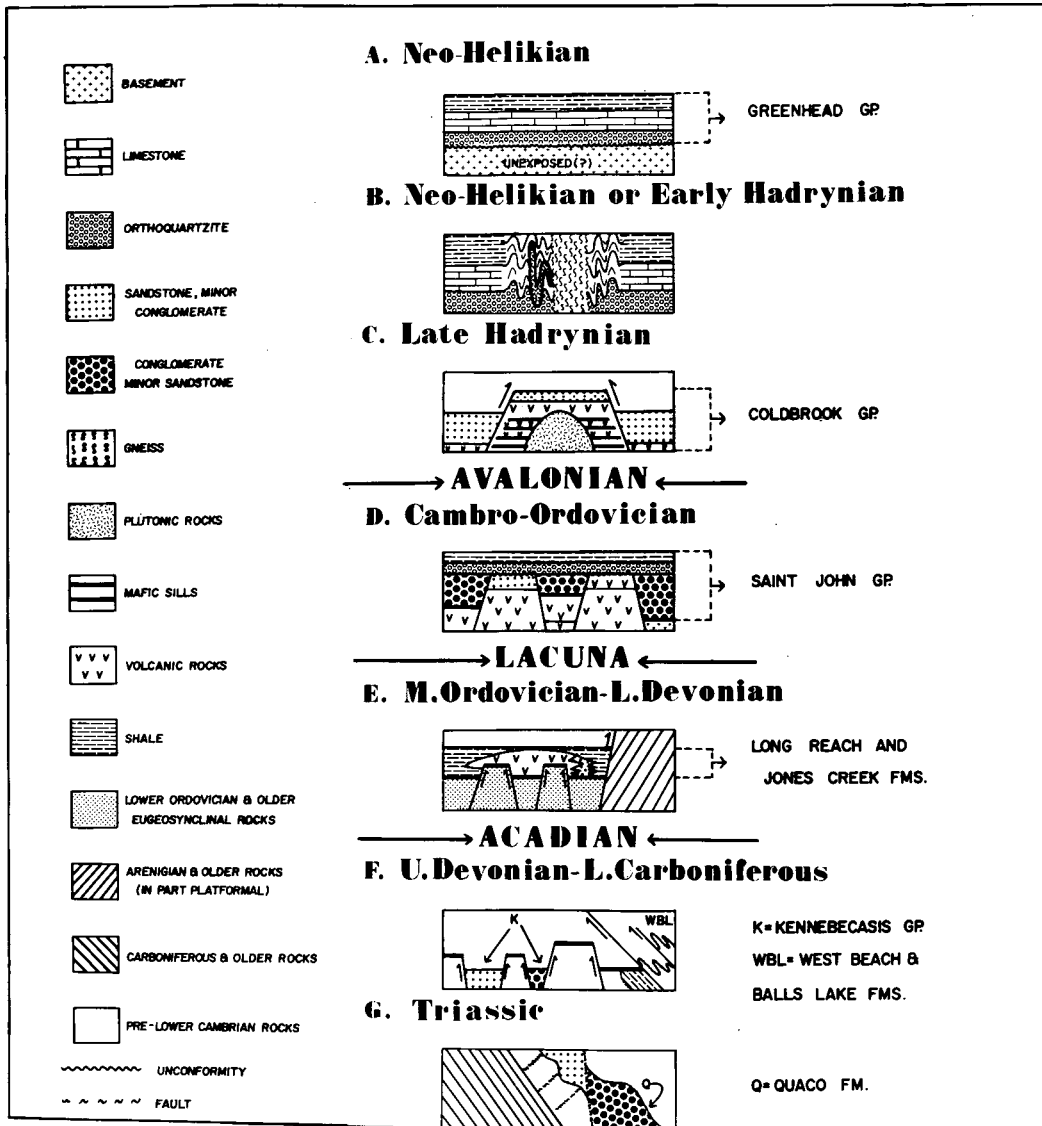 BASEMENT
LIMESTONE
ORTHOQUARTZITE
SANDSTONE, MINOR
CONGLOMERATE
CONGLOMERATE
MINOR SANDSTONE
GNEISS
PLUTONIC ROCKS
MAFIC SILLS
VOLCANIC ROCKS
SHALE
LOWER ORDOVICIAN & OLDER
EUGEOSYNCLINAL ROCKS
ARENIGIAN & OLDER ROCKS
(IN PART PLATFORMAL)
CARBONIFEROUS & OLDER ROCKS
PRE-LOWER CAMBRIAN ROCKS
UNCONFORMITY
FAULT
A. Neo-Helikian
UNEXPOSED(?)
GREENHEAD GP.
B. Neo-Helikian or Early Hadrynian
C. Late Hadrynian
COLDBROOK GP.
AVALONIAN
D. Cambro-Ordovician
SAINT JOHN GP.
LACUNA
E. M.Ordovician-L.Devonian
LONG REACH AND
JONES CREEK FMS.
ACADIAN
F. U.Devonian-L.Carboniferous
K
WBL
K=KENNEBECASIS GP.
WBL= WEST BEACH &
BALLS LAKE FMS.
G. Triassic
Q
Q=QUACO FM.